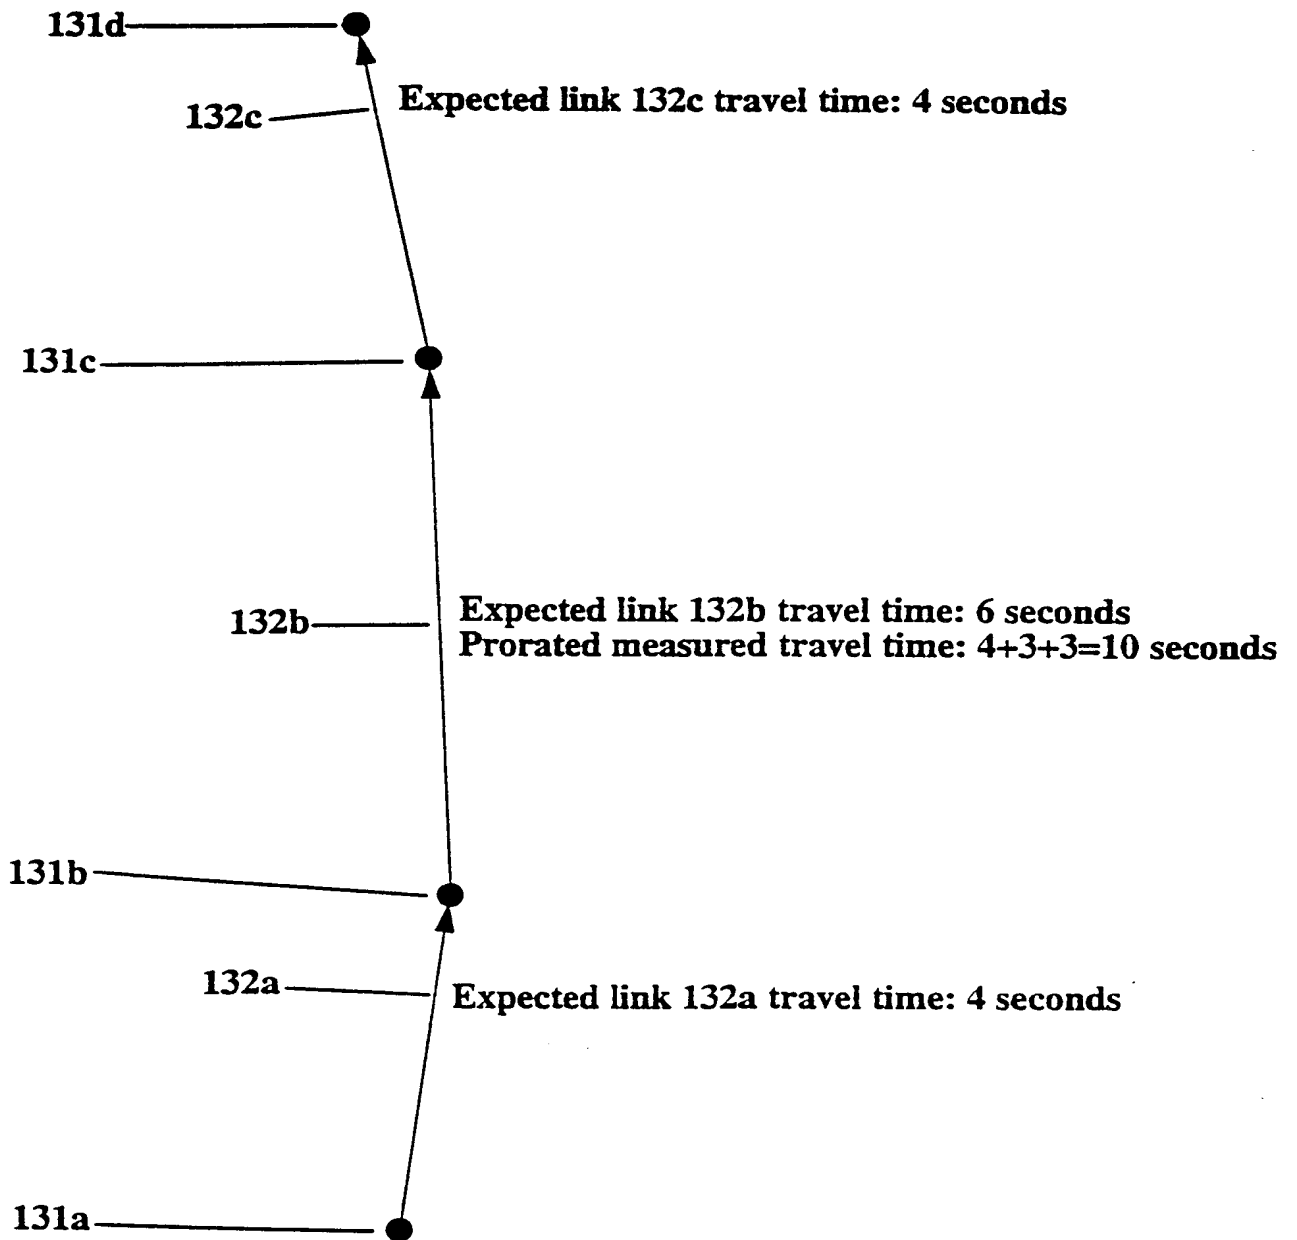 131d
132c
Expected link 132c travel time: 4 seconds
131c
132b
Expected link 132b travel time: 6 seconds
Prorated measured travel time: 4+3+3=10 seconds
131b
132a
Expected link 132a travel time: 4 seconds
131a